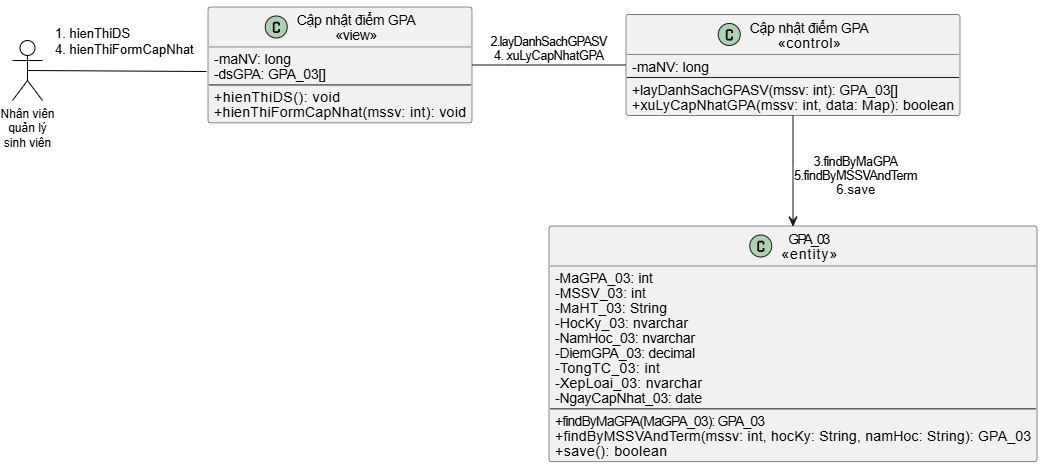 1. hienThiDS
4. hienThiFormCapNhat
Nhân viên
quản lý
sinh viên
C
Cập nhật điểm GPA
«view»
-maNV: long
-dsGPA: GPA_03[]
+hienThiDS(): void
+hienThiFormCapNhat(mssv: int): void
2.layDanhSachGPASV
4. xuLyCapNhatGPA
C
Cập nhật điểm GPA
«control»
-maNV: long
+layDanhSachGPASV(mssv: int): GPA_03[]
+xuLyCapNhatGPA(mssv: int, data: Map): boolean
3.findByMaGPA
5.findByMSSVAndTerm
6.save
C
GPA_03
«entity»
-MaGPA_03: int
-MSSV_03: int
-MaHT_03: String
-HocKy_03: nvarchar
-NamHoc_03: nvarchar
-DiemGPA_03: decimal
-TongTC_03: int
-XepLoai_03: nvarchar
-NgayCapNhat_03: date
+findByMaGPA(MaGPA_03): GPA_03
+findByMSSVAndTerm(mssv: int, hocKy: String, namHoc: String): GPA_03
+save(): boolean